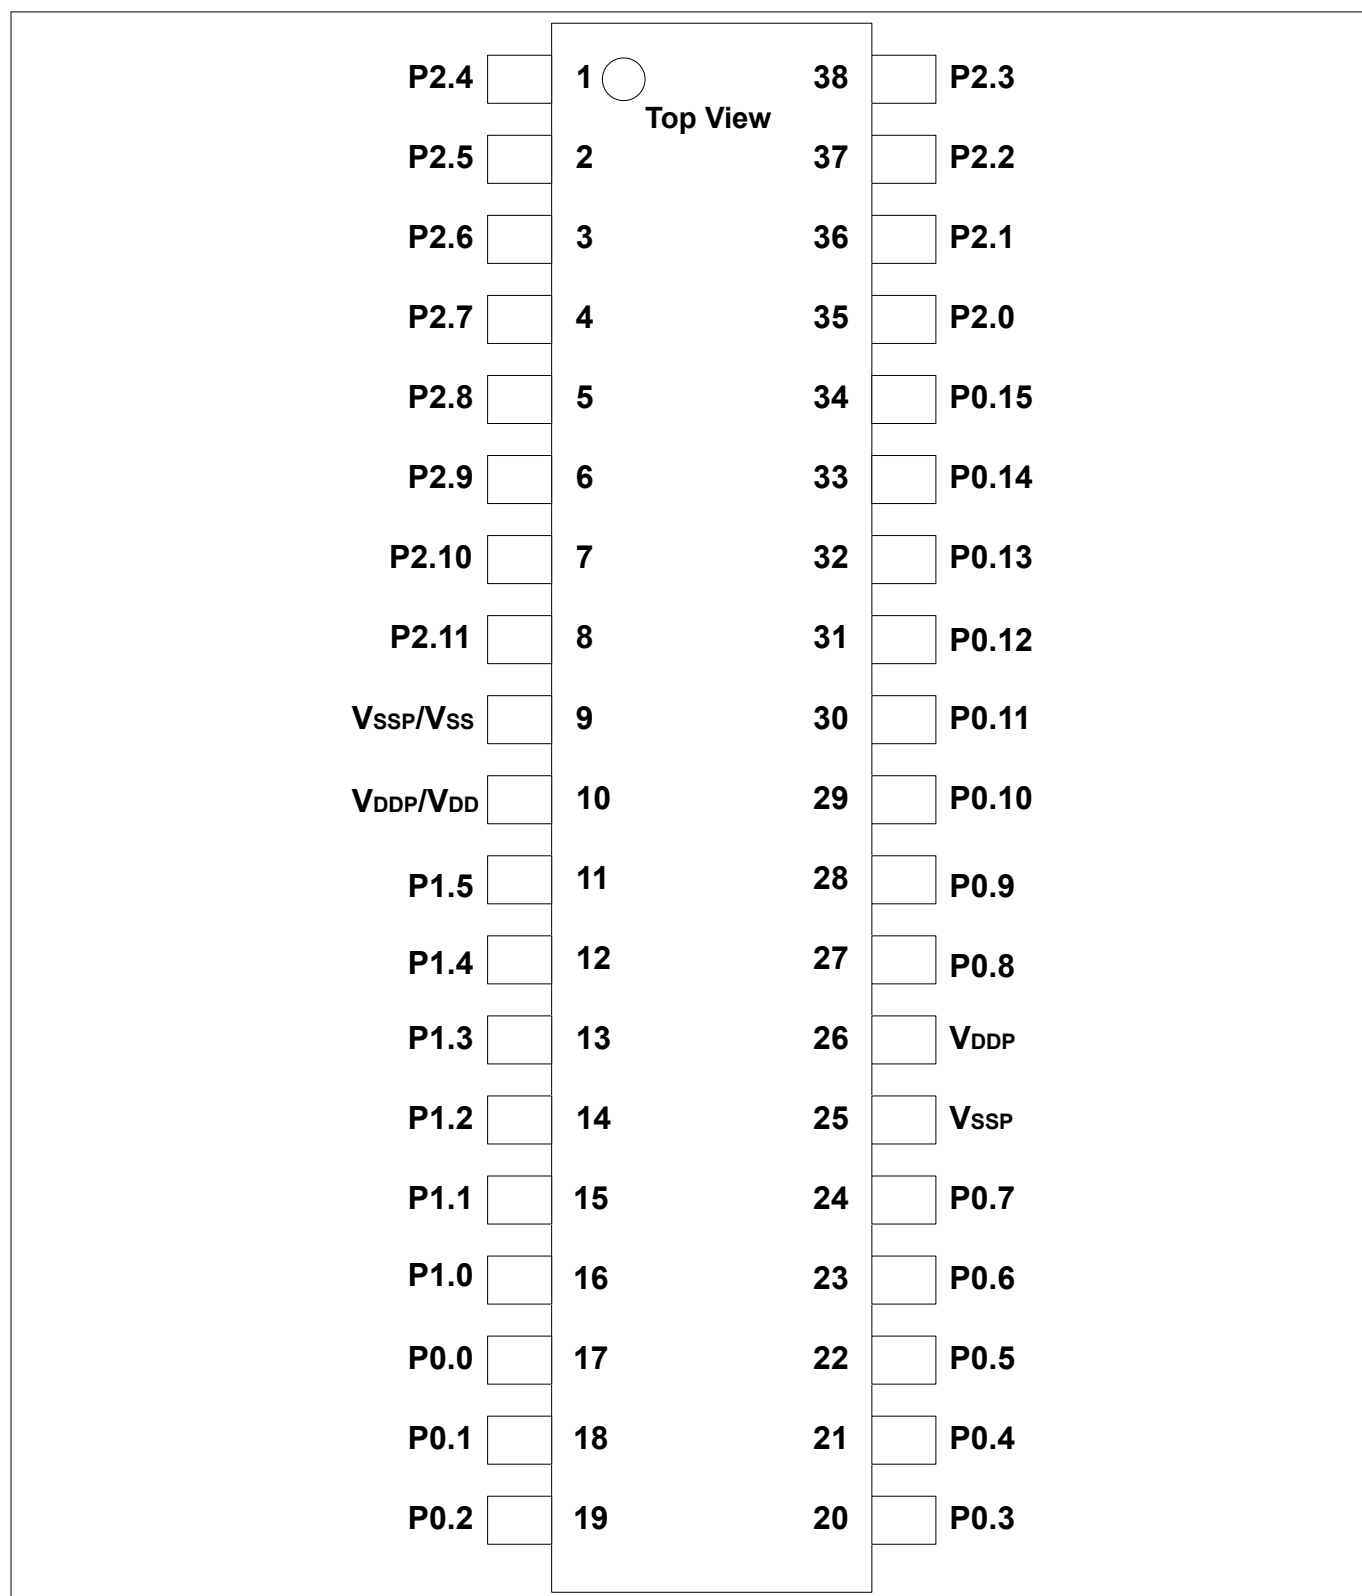 P2.4 1 38 P2.3
Top View
P2.5 2 37 P2.2
P2.6 3 36 P2.1
P2.7 4 35 P2.0
P2.8 5 34 P0.15
P2.9 6 33 P0.14
P2.10 7 32 P0.13
P2.11 8 31 P0.12
VSSP/VSS 9 30 P0.11
VDDP/VDD 10 29 P0.10
P1.5 11 28 P0.9
P1.4 12 27 P0.8
P1.3 13 26 VDDP
P1.2 14 25 VSSP
P1.1 15 24 P0.7
P1.0 16 23 P0.6
P0.0 17 22 P0.5
P0.1 18 21 P0.4
P0.2 19 20 P0.3